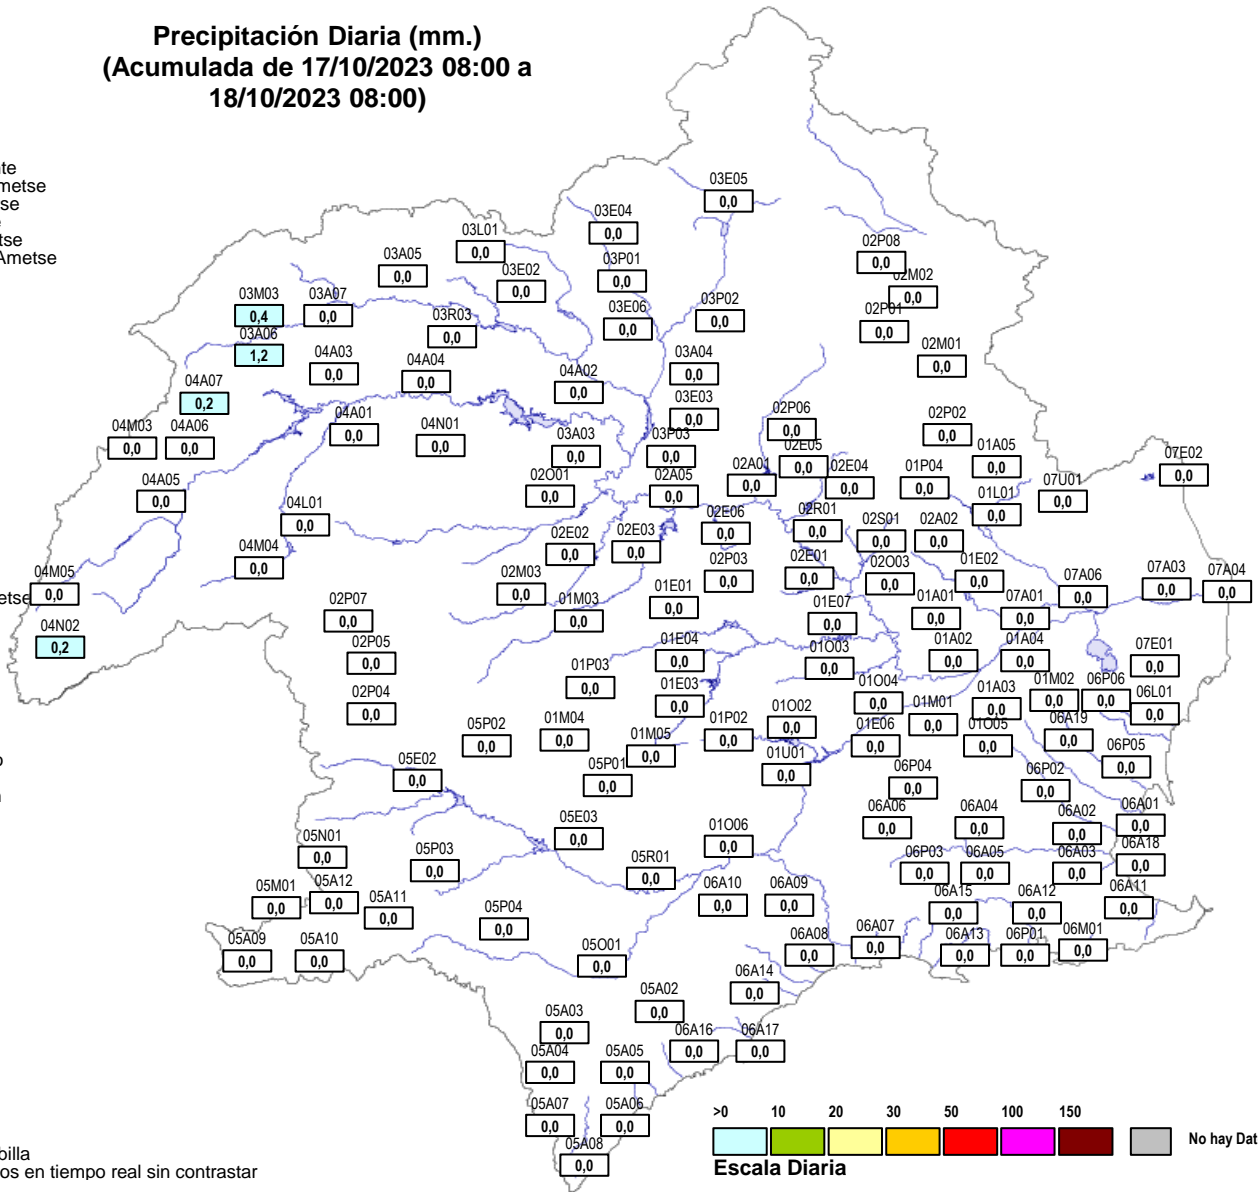 Precipitación Diaria (mm.)
(Acumulada de 17/10/2023 08:00 a
18/10/2023 08:00)
nte
metse
se
tse
Ametse
03E05
0,0
03E04
0,0
03L01
0,0
02P08
0,0
03A05
0,0
03P01
0,0
03E02
0,0
02M02
0,0
03M03
0,4
03A07
0,0
03E06
0,0
03P02
0,0
02P01
0,0
03R03
0,0
03A06
1,2
04A03
0,0
04A04
0,0
03A04
0,0
02M01
0,0
04A02
0,0
04A07
0,2
03E03
0,0
04A01
0,0
04N01
0,0
02P06
0,0
02P02
0,0
04M03
0,0
04A06
0,0
03A03
0,0
03P03
0,0
02E05
0,0
01A05
0,0
07E02
0,0
02O01
0,0
02A05
0,0
02A01
0,0
02E04
0,0
01P04
0,0
07U01
0,0
04A05
0,0
01L01
0,0
04L01
0,0
02E06
0,0
02R01
0,0
02S01
0,0
02A02
0,0
02E02
0,0
02E03
0,0
04M04
0,0
02P03
0,0
02E01
0,0
02O03
0,0
01E02
0,0
04M05
0,0
etse
02M03
0,0
07A06
0,0
07A03
0,0
07A04
0,0
02P07
0,0
01M03
0,0
01E01
0,0
01E07
0,0
01A01
0,0
07A01
0,0
04N02
0,2
02P05
0,0
01E04
0,0
01O03
0,0
01A02
0,0
01A04
0,0
07E01
0,0
01P03
0,0
02P04
0,0
01E03
0,0
01O04
0,0
01A03
0,0
01M02
0,0
06P06
0,0
06L01
0,0
05P02
0,0
01M04
0,0
01M05
0,0
01P02
0,0
01O02
0,0
01E06
0,0
01M01
0,0
01O05
0,0
06A19
0,0
05E02
0,0
05P01
0,0
01U01
0,0
06P04
0,0
06P02
0,0
06P05
0,0
05E03
0,0
01O06
0,0
06A06
0,0
06A04
0,0
06A02
0,0
06A01
0,0
05N01
0,0
05P03
0,0
05R01
0,0
06P03
0,0
06A05
0,0
06A03
0,0
06A18
0,0
05M01
0,0
05A12
0,0
05A11
0,0
06A10
0,0
06A09
0,0
06A15
0,0
06A12
0,0
06A11
0,0
05P04
0,0
05A09
0,0
05A10
0,0
05O01
0,0
06A08
0,0
06A07
0,0
06A13
0,0
06P01
0,0
06M01
0,0
06A14
0,0
05A02
0,0
05A03
0,0
06A16
0,0
06A17
0,0
05A04
0,0
05A05
0,0
05A07
0,0
05A06
0,0
05A08
0,0
>0 10 20 30 50 100 150
No hay Dat
Escala Diaria
billa
os en tiempo real sin contrastar